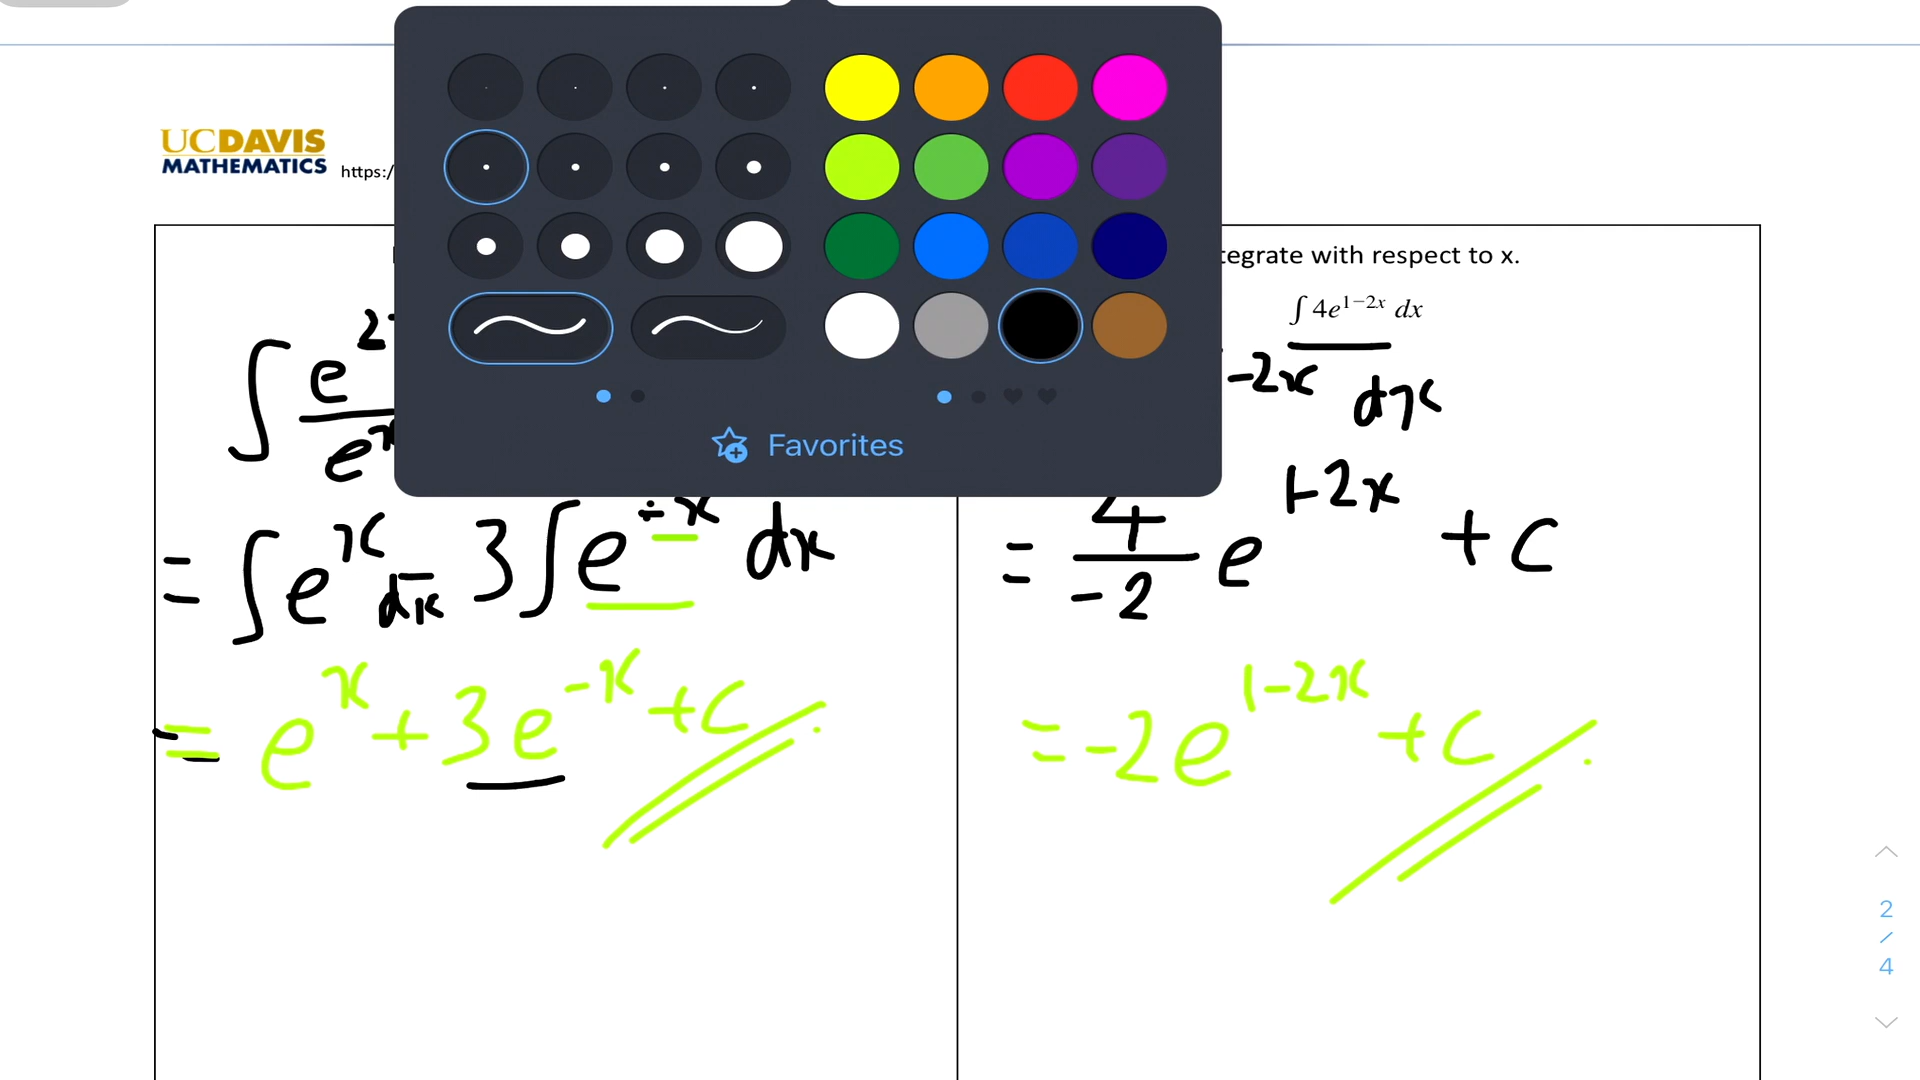 UCDAVIS
MATHEMATICS
https:/
tegrate with respect to x.
∫ 4e^{1−2x} dx
∫ e^2
e^x
-2x dx
Favorites
= ∫ e^x dx - 3 ∫ e^{-x} dx
= 4/-2 e^{1-2x} + C
= e^x + 3e^{-x} + C
= -2e^{1-2x} + C
2
/
4